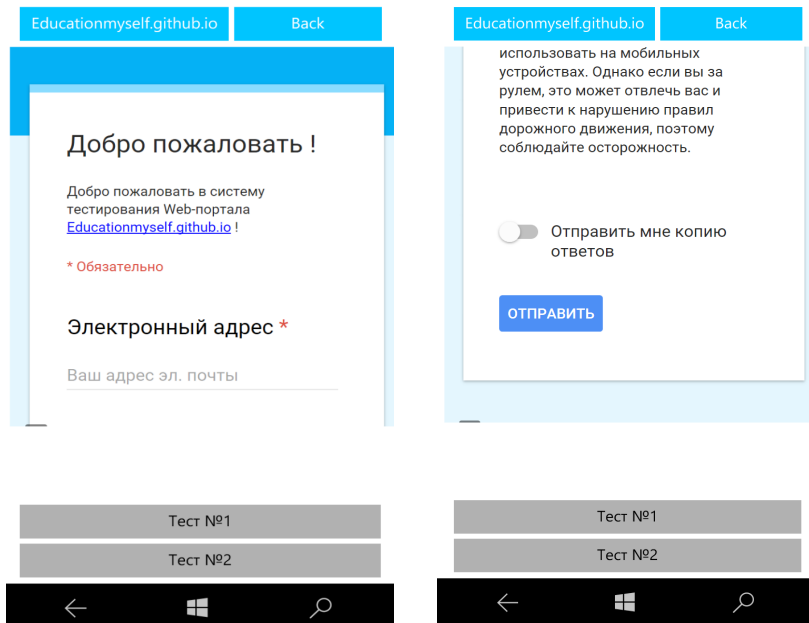 Educationmyself.github.io Back
Добро пожаловать !
Добро пожаловать в систему
тестирования Web-портала
Educationmyself.github.io !
* Обязательно
Электронный адрес *
Ваш адрес эл. почты
Тест №1
Тест №2
Educationmyself.github.io Back
использовать на мобильных
устройствах. Однако если вы за
рулем, это может отвлечь вас и
привести к нарушению правил
дорожного движения, поэтому
соблюдайте осторожность.
Отправить мне копию
ответов
ОТПРАВИТЬ
Тест №1
Тест №2